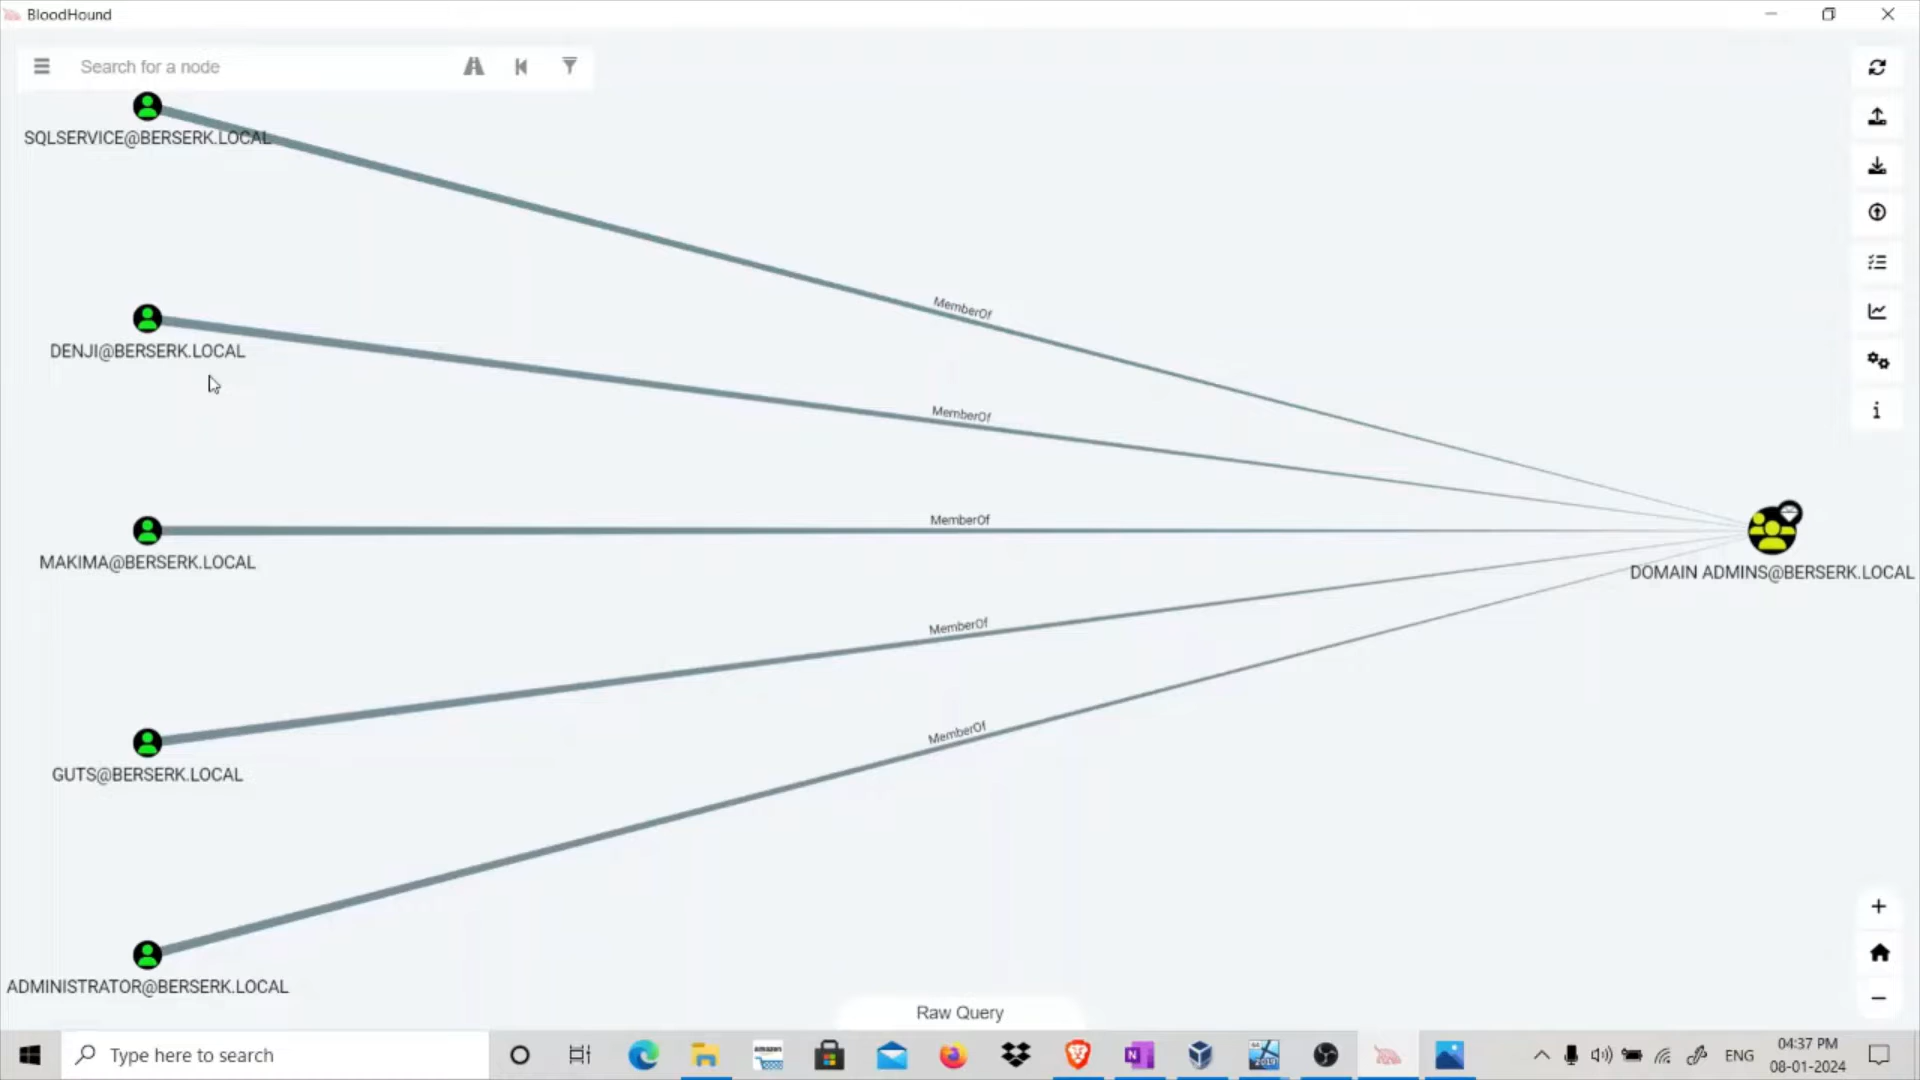 BloodHound
Search for a node
SQLSERVICE@BERSERK.LOCAL
MemberOf
DENJI@BERSERK.LOCAL
MemberOf
MemberOf
MAKIMA@BERSERK.LOCAL
DOMAIN ADMINS@BERSERK.LOCAL
MemberOf
MemberOf
GUTS@BERSERK.LOCAL
ADMINISTRATOR@BERSERK.LOCAL
Raw Query
Type here to search
amazon
N
2019
ENG
04:37 PM
08-01-2024